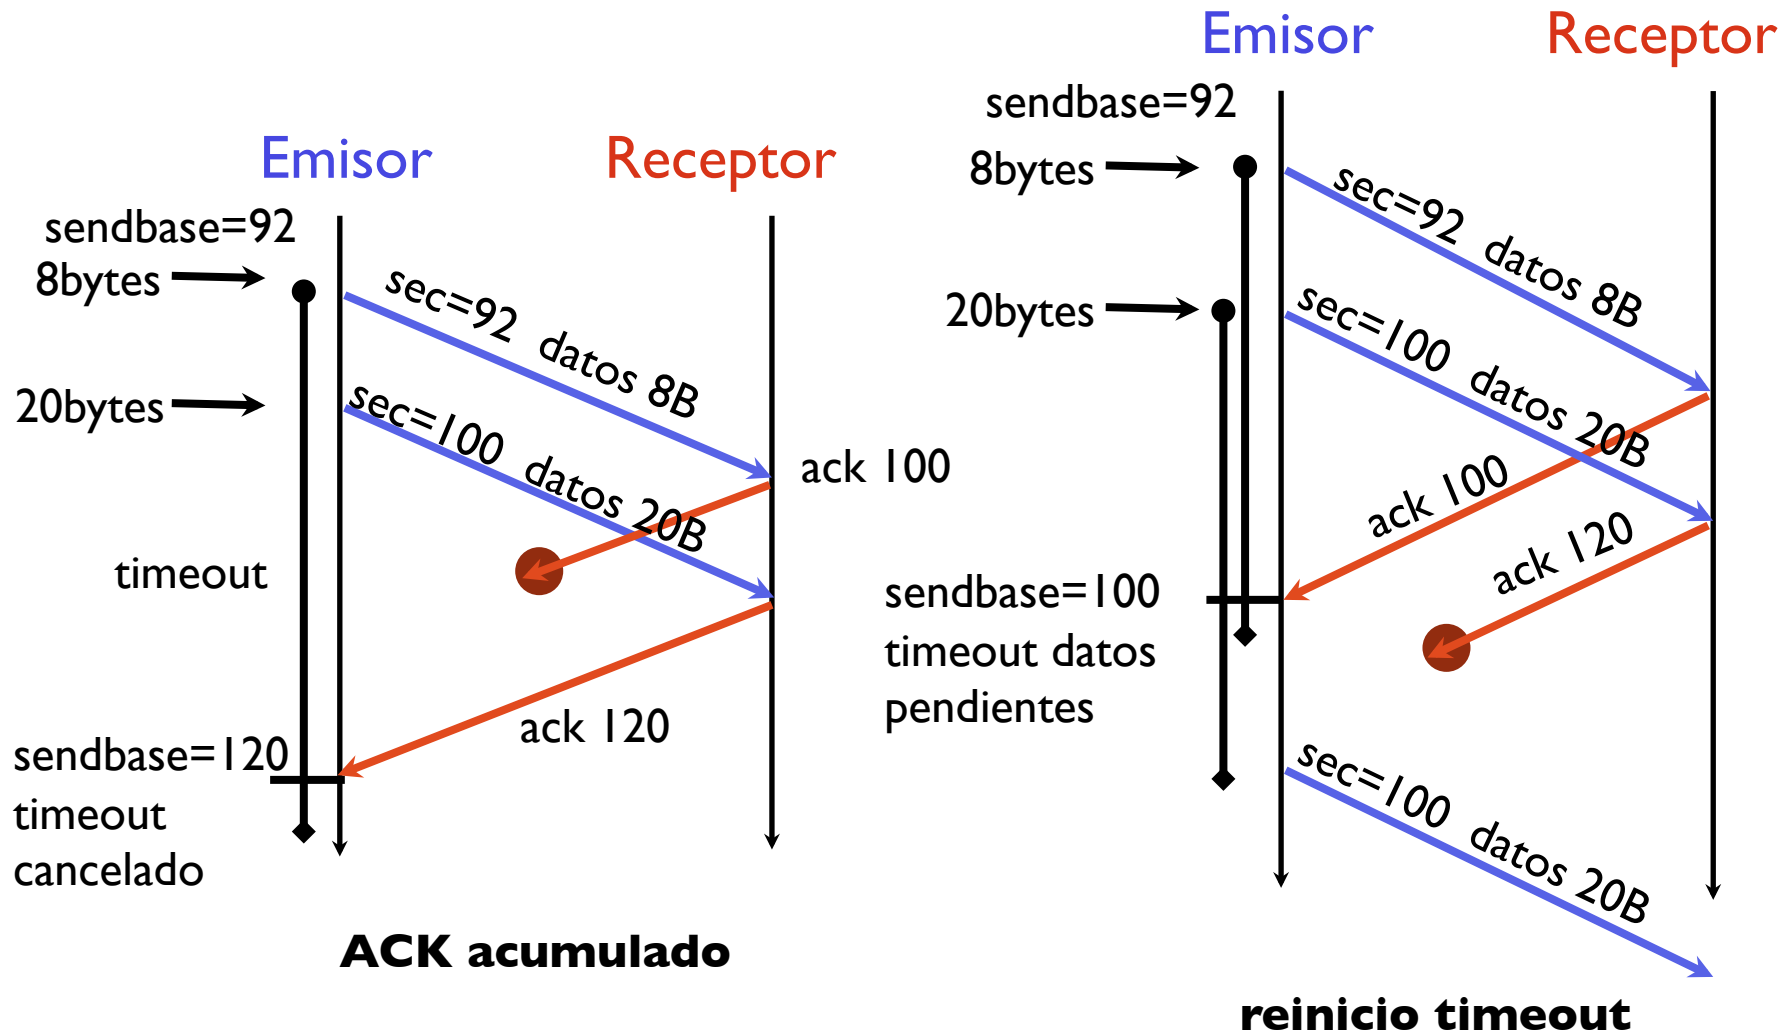 Emisor
Receptor
sendbase=92
8bytes
sec=92 datos 8B
20bytes
sec=100 datos 20B
ack 100
timeout
ack 120
sendbase=120
timeout
cancelado
ACK acumulado
Emisor
Receptor
sendbase=92
8bytes
sec=92 datos 8B
20bytes
sec=100 datos 20B
ack 100
ack 120
sendbase=100
timeout datos
pendientes
sec=100 datos 20B
reinicio timeout